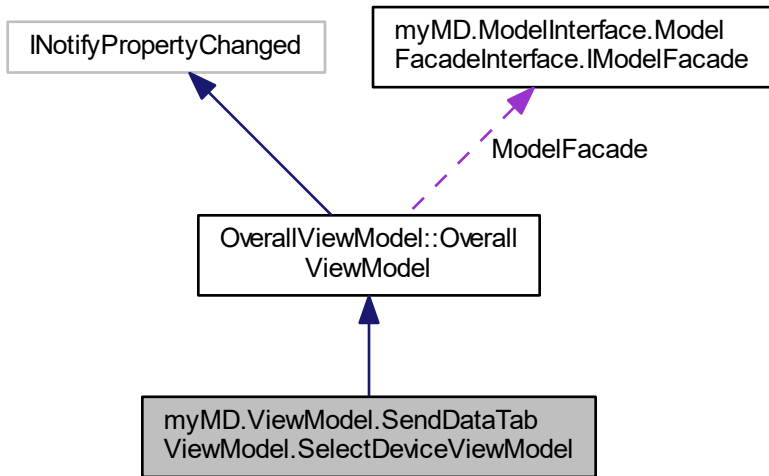 INotifyPropertyChanged
myMD.ModelInterface.Model
FacadeInterface.IModelFacade
ModelFacade
OverallViewModel::Overall
ViewModel
myMD.ViewModel.SendDataTab
ViewModel.SelectDeviceViewModel